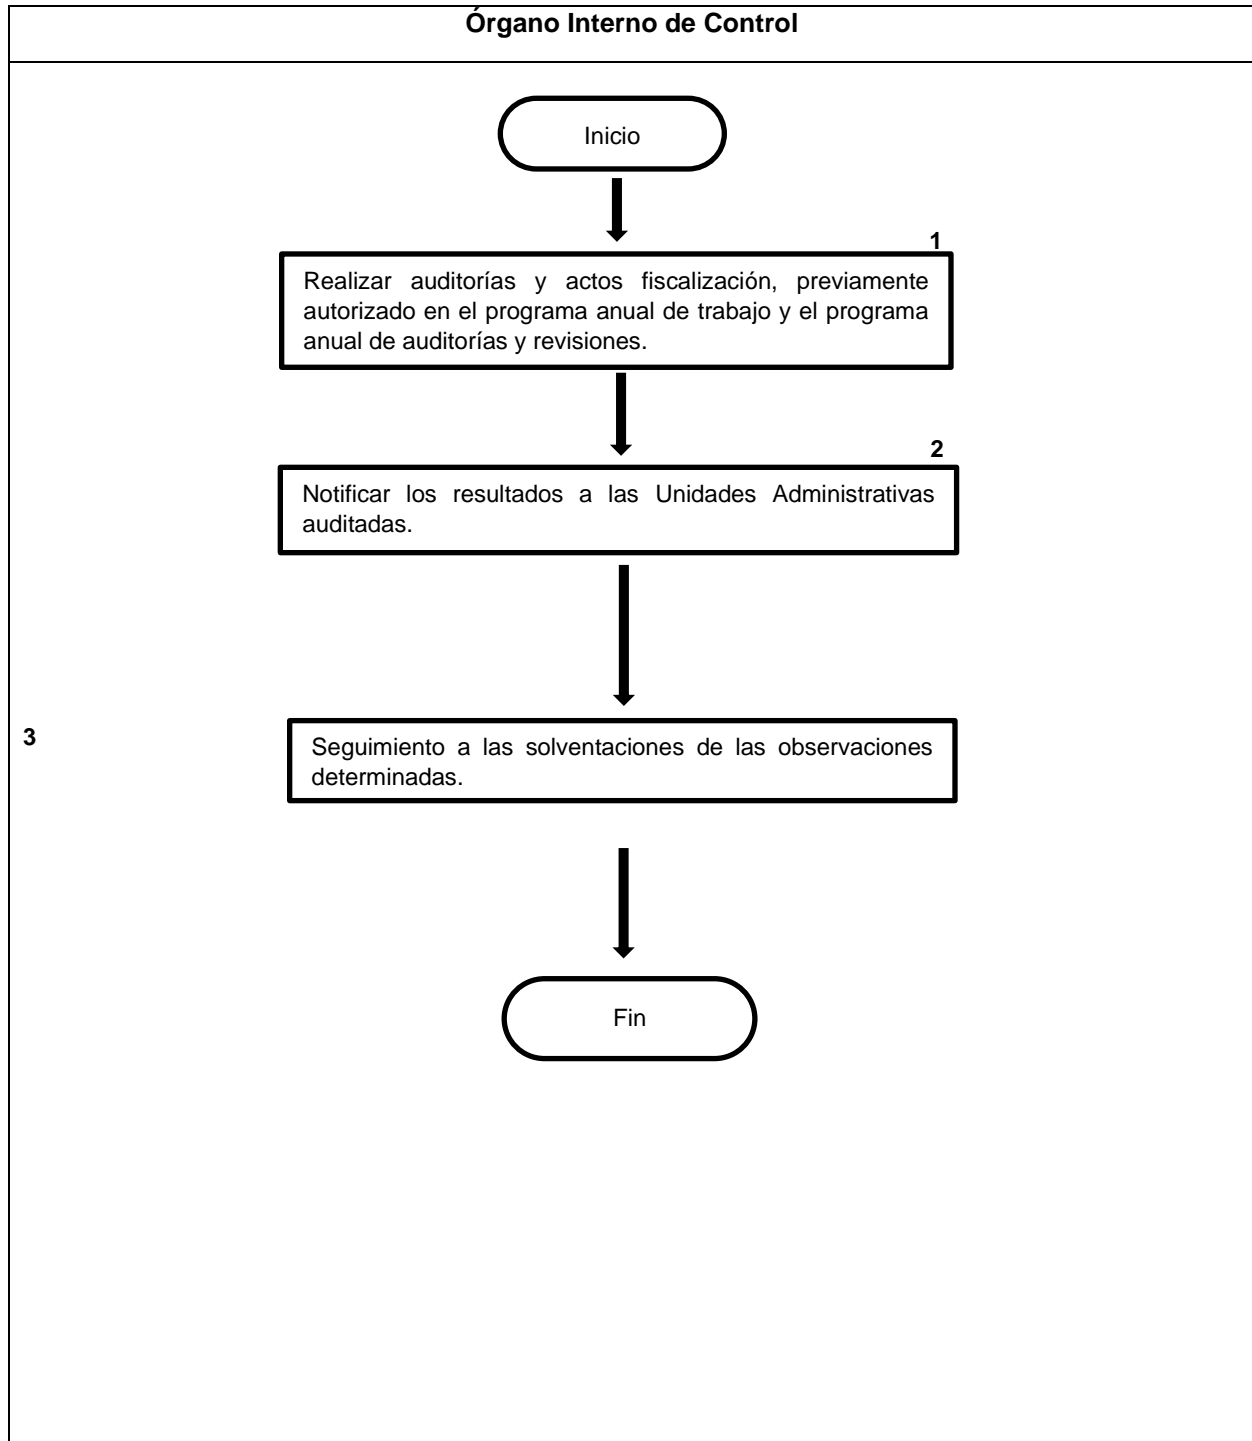 Órgano Interno de Control
Inicio
1
Realizar auditorías y actos fiscalización, previamente
autorizado en el programa anual de trabajo y el programa
anual de auditorías y revisiones.
2
Notificar los resultados a las Unidades Administrativas
auditadas.
3
Seguimiento a las solventaciones de las observaciones
determinadas.
Fin